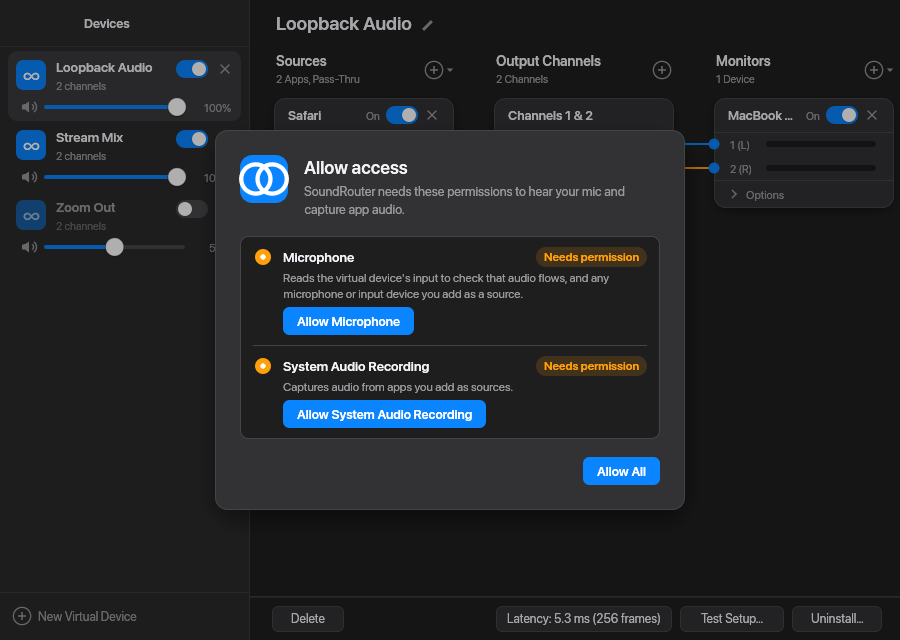 Devices
Loopback Audio
2 channels
100%
Stream Mix
2 channels
Zoom Out
2 channels
New Virtual Device
Loopback Audio
Sources
2 Apps, Pass-Thru
Output Channels
2 Channels
Monitors
1 Device
Safari
On
Channels 1 & 2
MacBook ...
On
1 (L)
2 (R)
Options
Allow access
SoundRouter needs these permissions to hear your mic and
capture app audio.
Microphone
Needs permission
Reads the virtual device's input to check that audio flows, and any
microphone or input device you add as a source.
Allow Microphone
System Audio Recording
Needs permission
Captures audio from apps you add as sources.
Allow System Audio Recording
Allow All
Delete
Latency: 5.3 ms (256 frames)
Test Setup...
Uninstall...